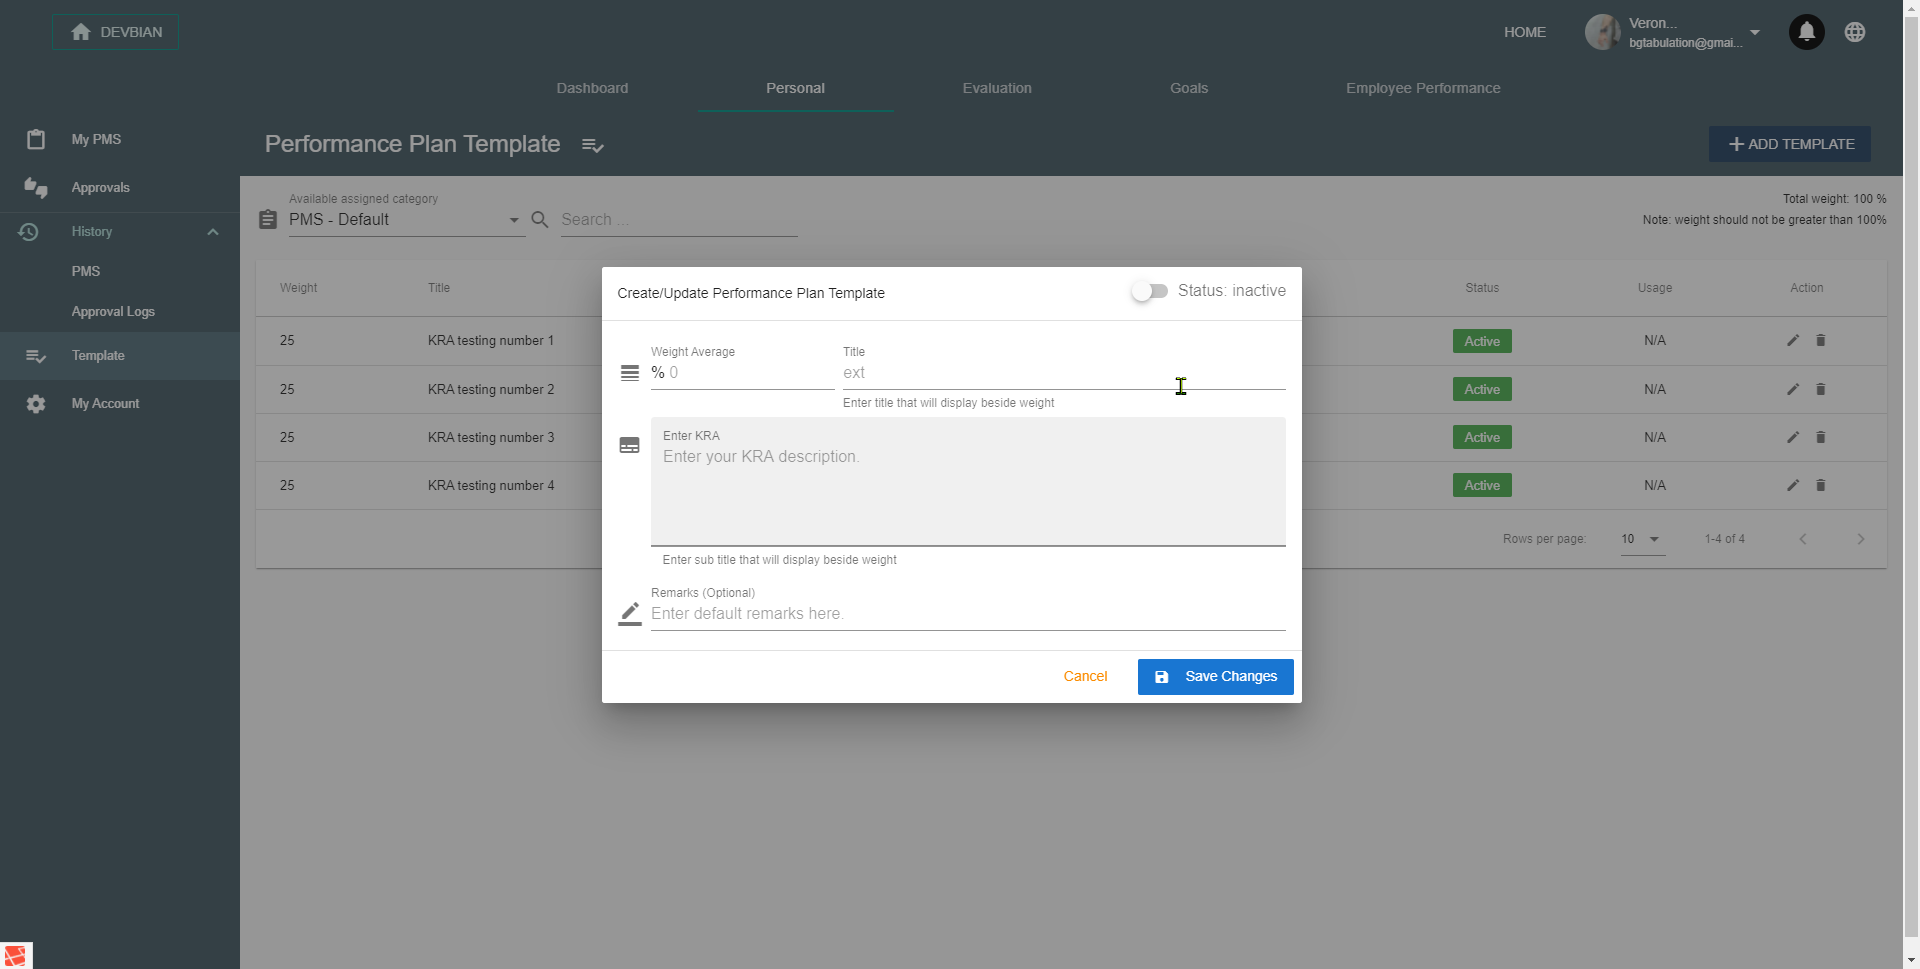 DEVBIAN
HOME
Veron...
bgtabulation@gmai...
Dashboard
Personal
Evaluation
Goals
Employee Performance
My PMS
Approvals
History
PMS
Approval Logs
Template
My Account
Performance Plan Template
ADD TEMPLATE
Available assigned category
PMS - Default
Search ...
Total weight: 100 %
Note: weight should not be greater than 100%
Weight Title Status Usage Action
25 KRA testing number 1 Active N/A
25 KRA testing number 2 Active N/A
25 KRA testing number 3 Active N/A
25 KRA testing number 4 Active N/A
Rows per page: 10 1-4 of 4
Create/Update Performance Plan Template
Status: inactive
Weight Average
% 0
Title
ext
Enter title that will display beside weight
Enter KRA
Enter your KRA description.
Enter sub title that will display beside weight
Remarks (Optional)
Enter default remarks here.
Cancel
Save Changes